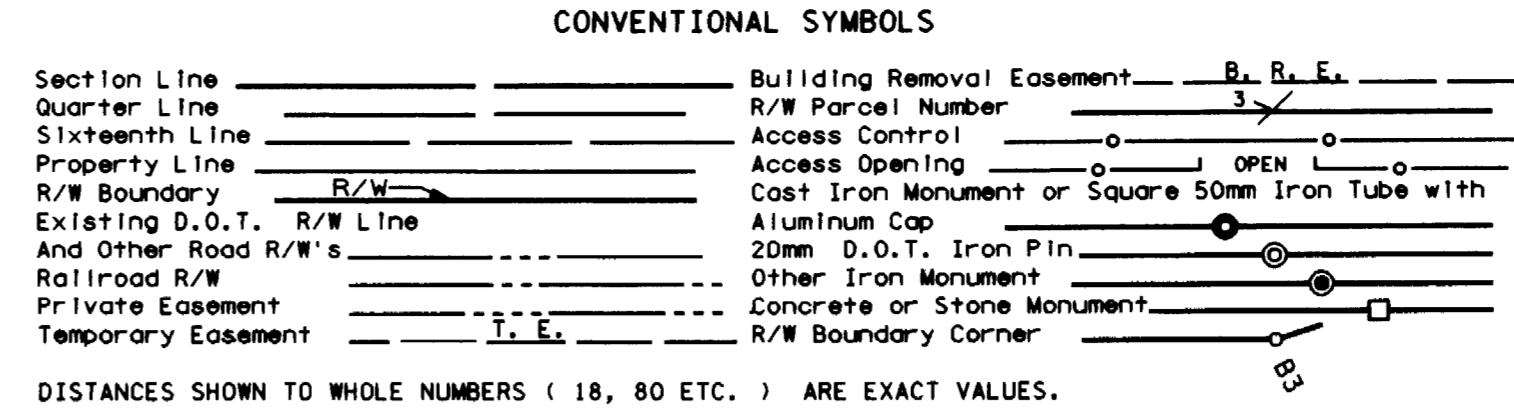 CONVENTIONAL SYMBOLS
Section Line
Quarter Line
Sixteenth Line
Property Line
R/W Boundary R/W
Existing D.O.T. R/W Line
And Other Road R/W's
Railroad R/W
Private Easement
Temporary Easement T. E.
Building Removal Easement B. R. E.
R/W Parcel Number 3
Access Control
Access Opening OPEN
Cast Iron Monument or Square 50mm Iron Tube with
Aluminum Cap
20mm D.O.T. Iron Pin
Other Iron Monument
Concrete or Stone Monument
R/W Boundary Corner
B3
DISTANCES SHOWN TO WHOLE NUMBERS ( 18, 80 ETC. ) ARE EXACT VALUES.